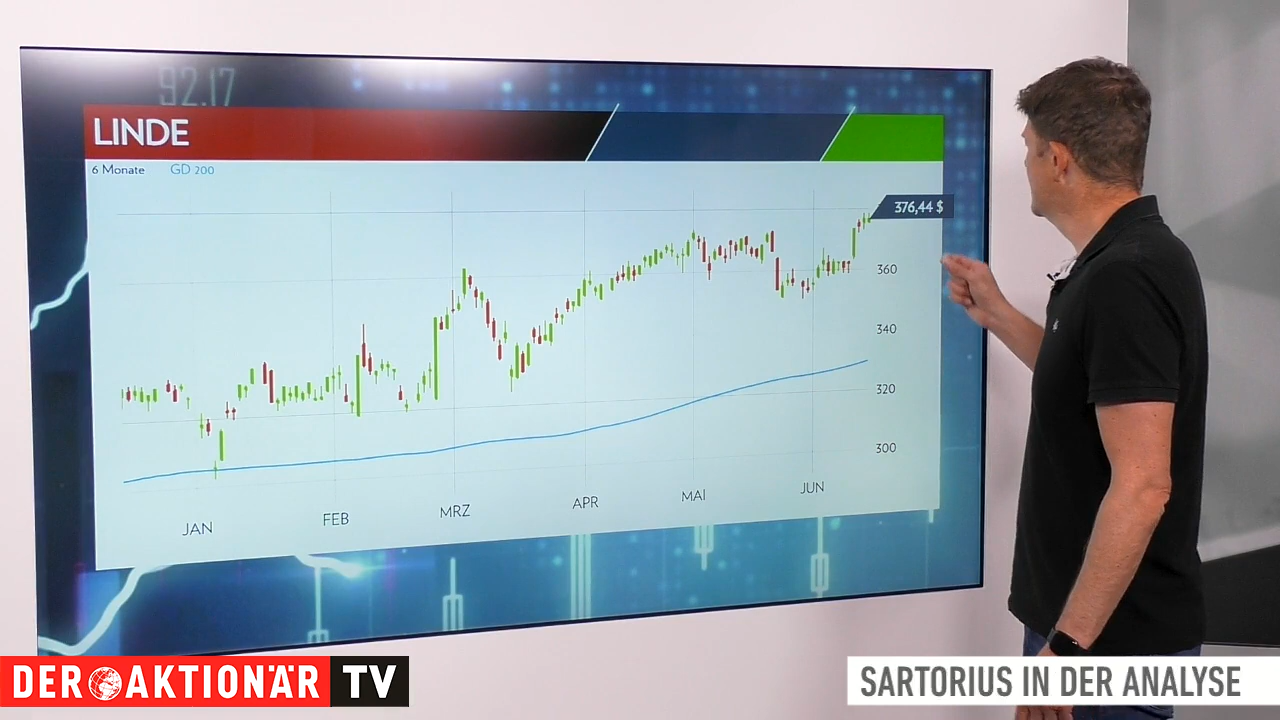 92.17
LINDE
6 Monate GD 200
376,44 $
360
340
320
300
JAN FEB MRZ APR MAI JUN
DER AKTIONÄR TV
SARTORIUS IN DER ANALYSE